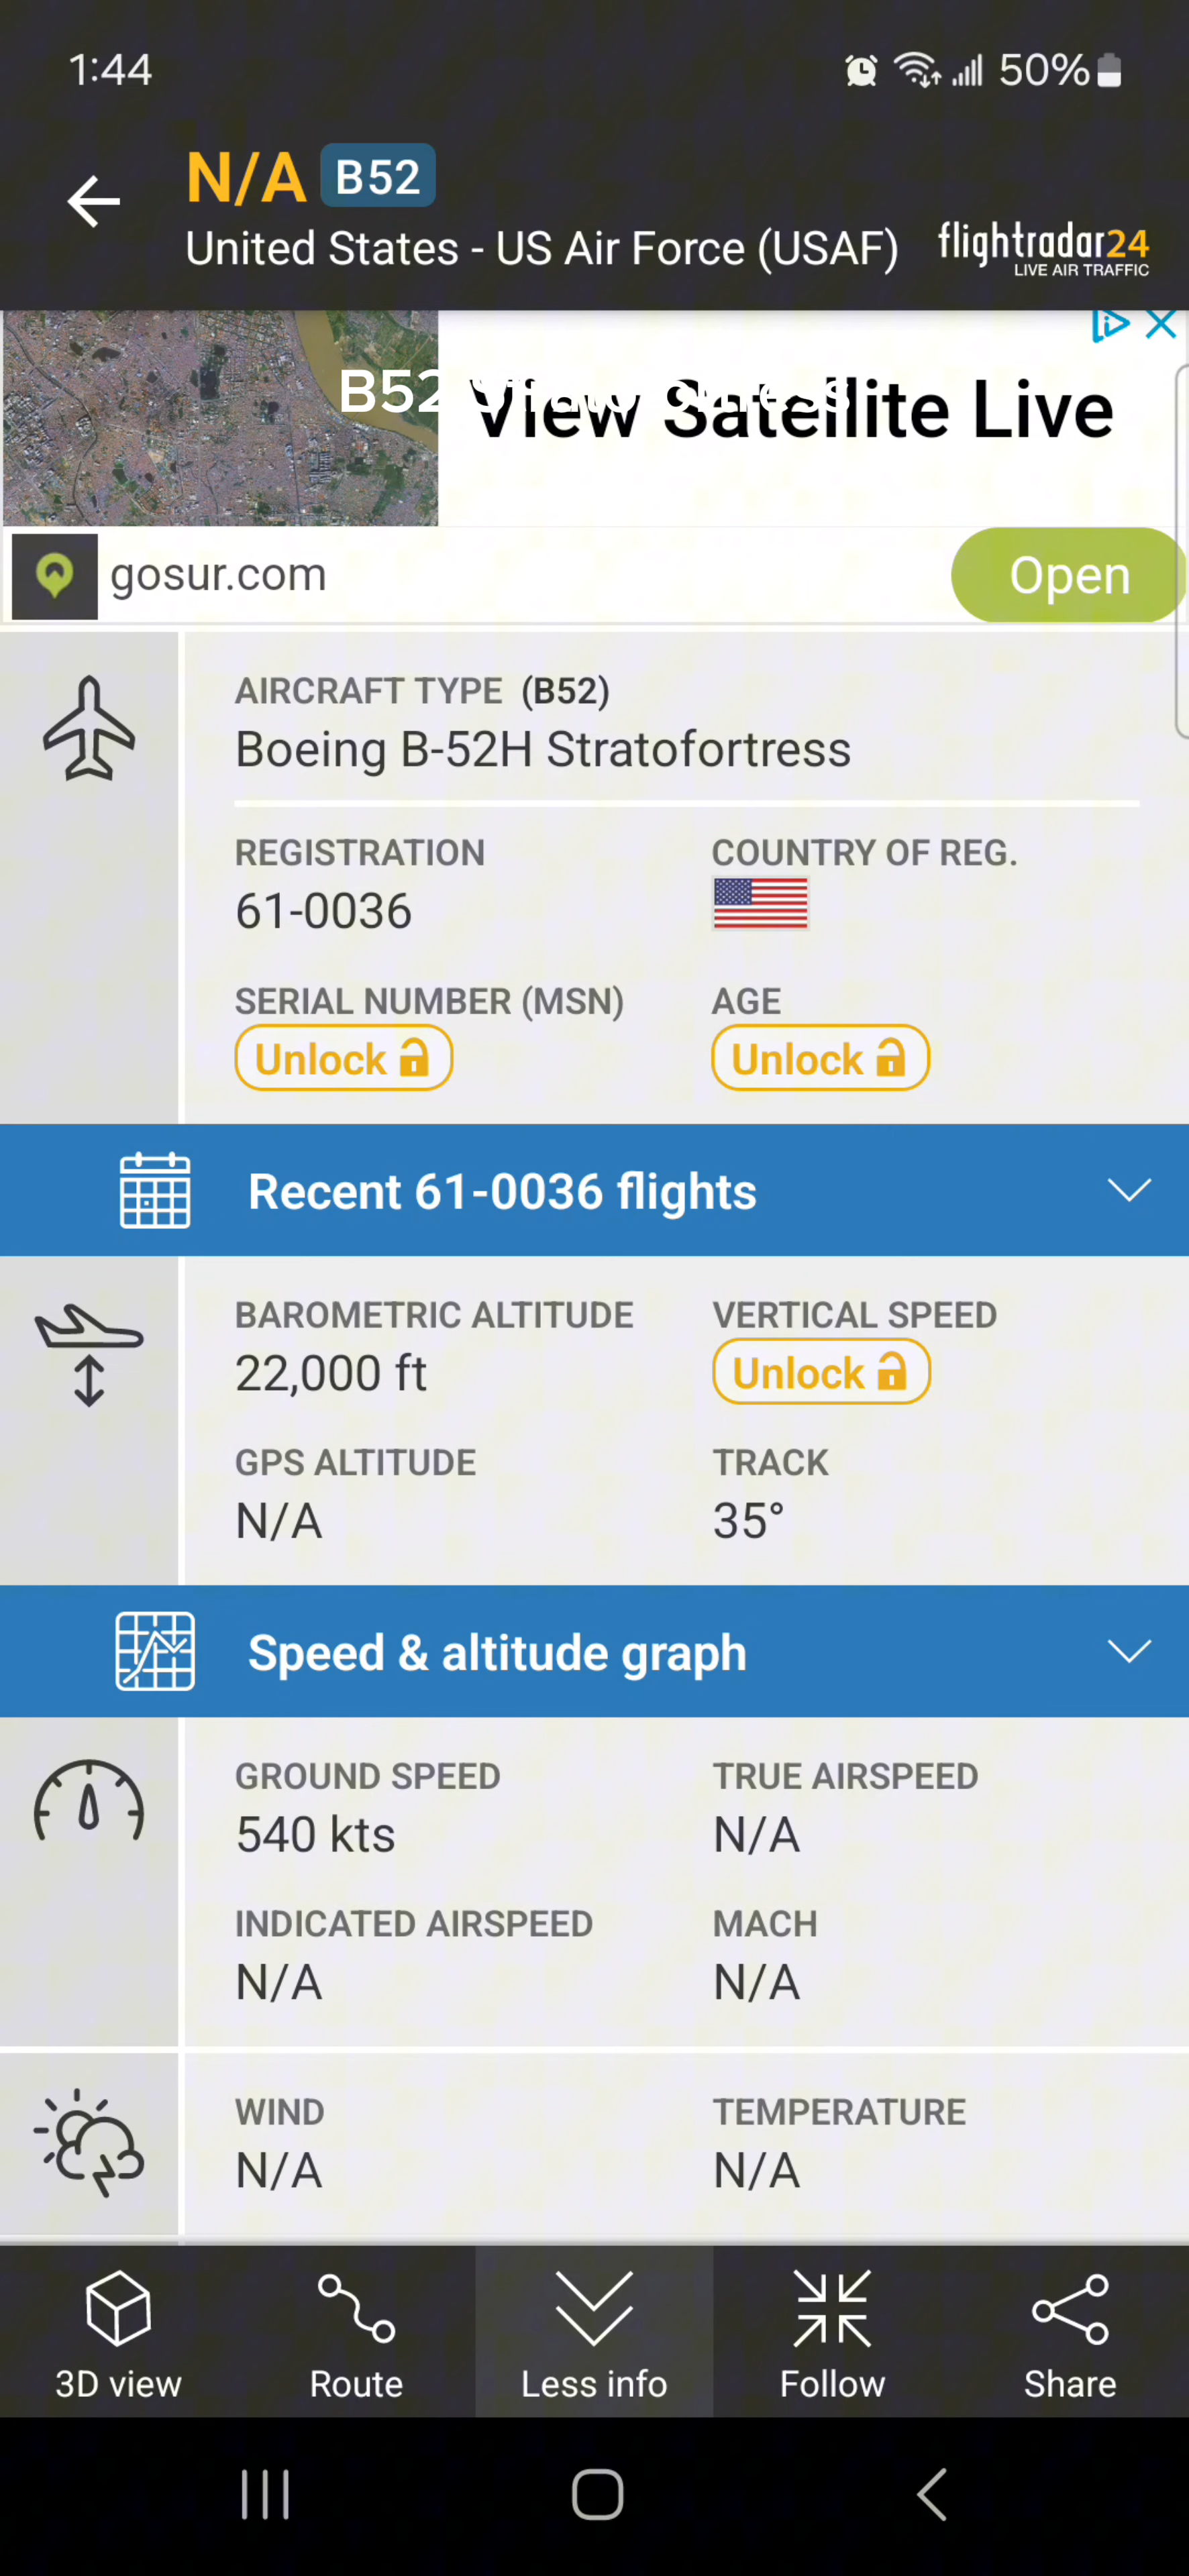 1:44
50%
N/A B52
United States - US Air Force (USAF)
flightradar24
LIVE AIR TRAFFIC
B52 Stratofortress
View Satellite Live
gosur.com
Open
AIRCRAFT TYPE (B52)
Boeing B-52H Stratofortress
REGISTRATION COUNTRY OF REG.
61-0036
SERIAL NUMBER (MSN) AGE
Unlock Unlock
Recent 61-0036 flights
BAROMETRIC ALTITUDE VERTICAL SPEED
22,000 ft Unlock
GPS ALTITUDE TRACK
N/A 35°
Speed & altitude graph
GROUND SPEED TRUE AIRSPEED
540 kts N/A
INDICATED AIRSPEED MACH
N/A N/A
WIND TEMPERATURE
N/A N/A
3D view Route Less info Follow Share